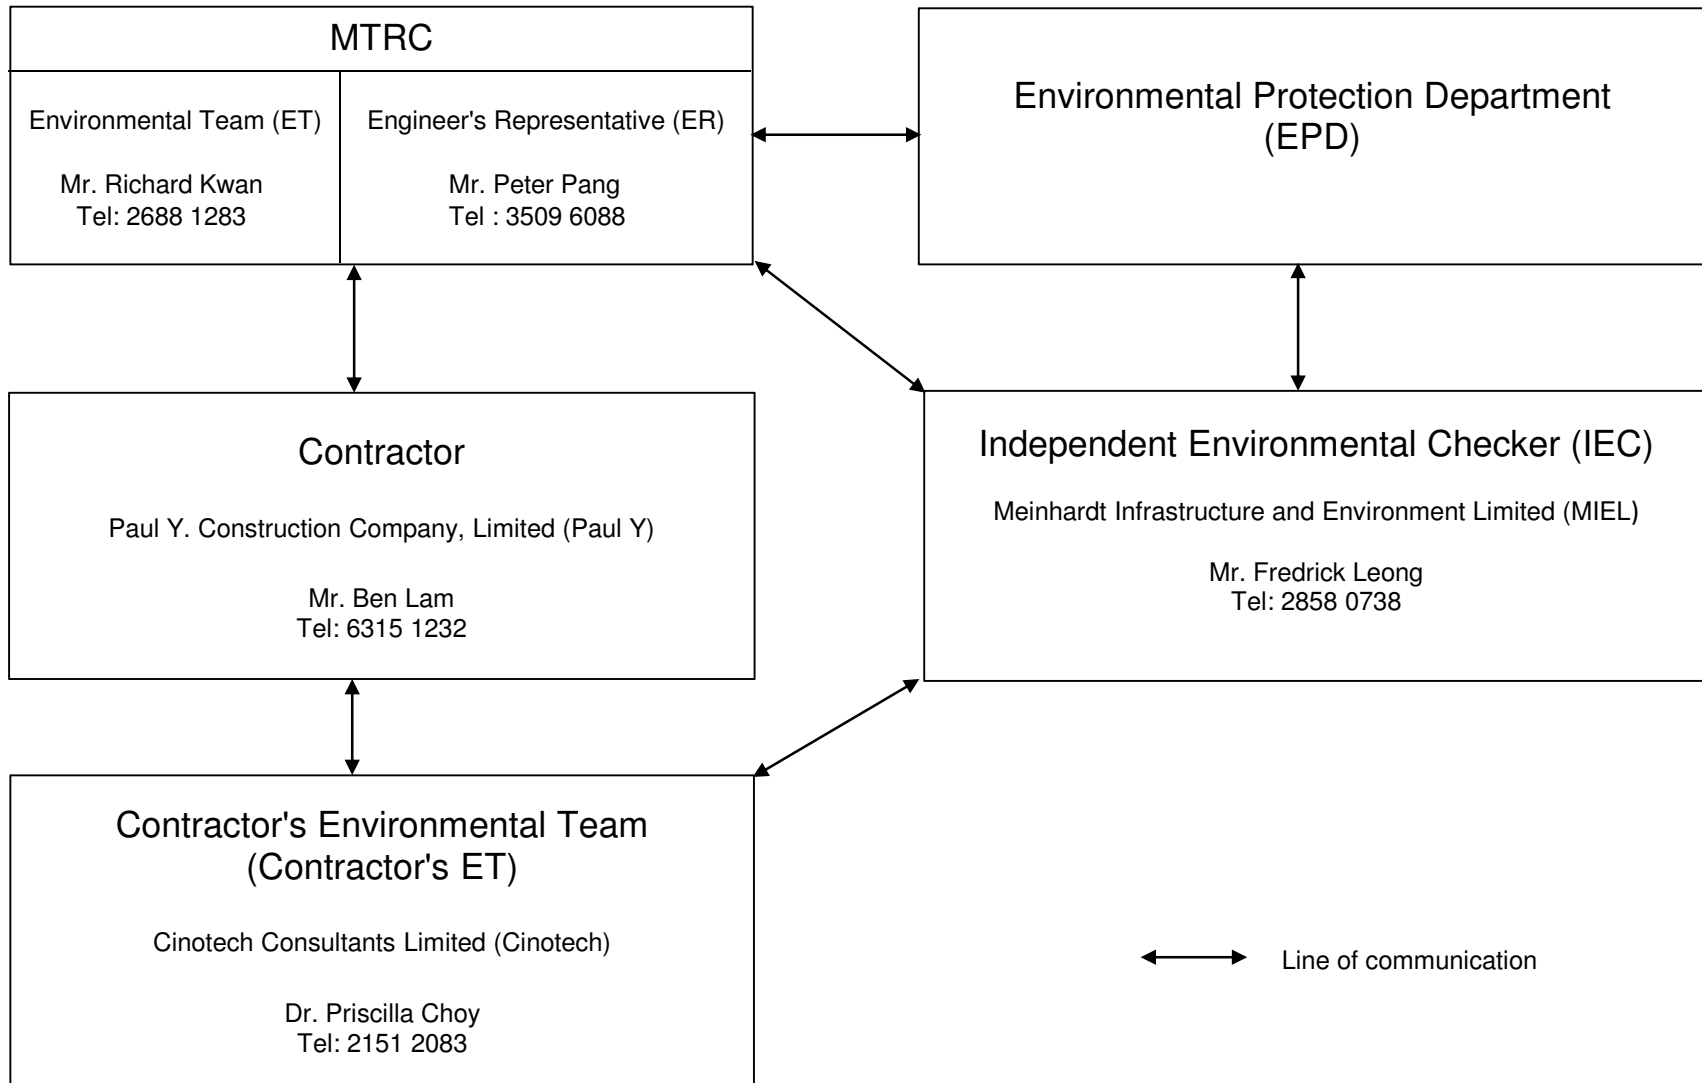 MTRC
Environmental Team (ET)
Mr. Richard Kwan
Tel: 2688 1283
Engineer's Representative (ER)
Mr. Peter Pang
Tel : 3509 6088
Environmental Protection Department
(EPD)
Contractor
Paul Y. Construction Company, Limited (Paul Y)
Mr. Ben Lam
Tel: 6315 1232
Independent Environmental Checker (IEC)
Meinhardt Infrastructure and Environment Limited (MIEL)
Mr. Fredrick Leong
Tel: 2858 0738
Contractor's Environmental Team
(Contractor's ET)
Cinotech Consultants Limited (Cinotech)
Dr. Priscilla Choy
Tel: 2151 2083
Line of communication